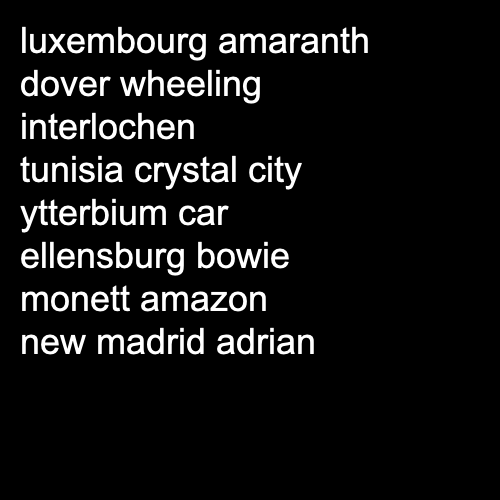 luxembourg amaranth
dover wheeling
interlochen
tunisia crystal city
ytterbium car
ellensburg bowie
monett amazon
new madrid adrian